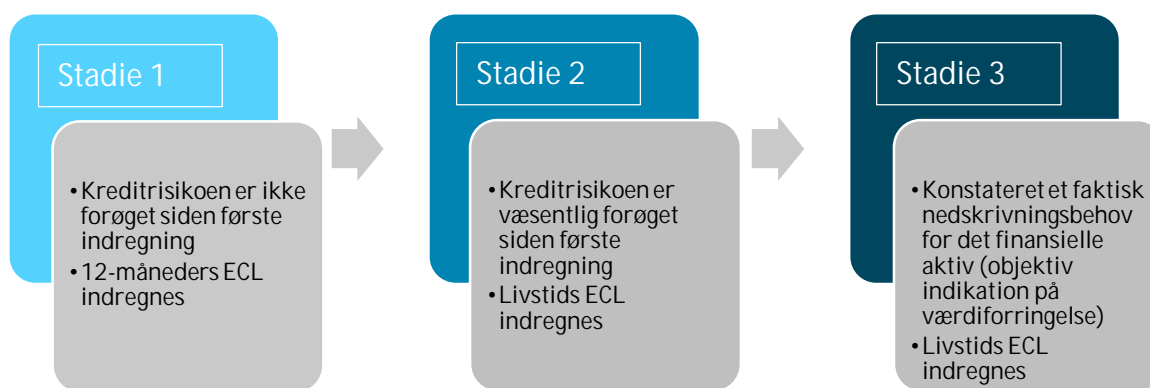 Stadie 1
•Kreditrisikoen er ikke
forøget siden første
indregning
•12-måneders ECL
indregnes
Stadie 2
•Kreditrisikoen er
væsentlig forøget
siden første
indregning
•Livstids ECL
indregnes
Stadie 3
•Konstateret et faktisk
nedskrivningsbehov
for det finansielle
aktiv (objektiv
indikation på
værdiforringelse)
•Livstids ECL
indregnes